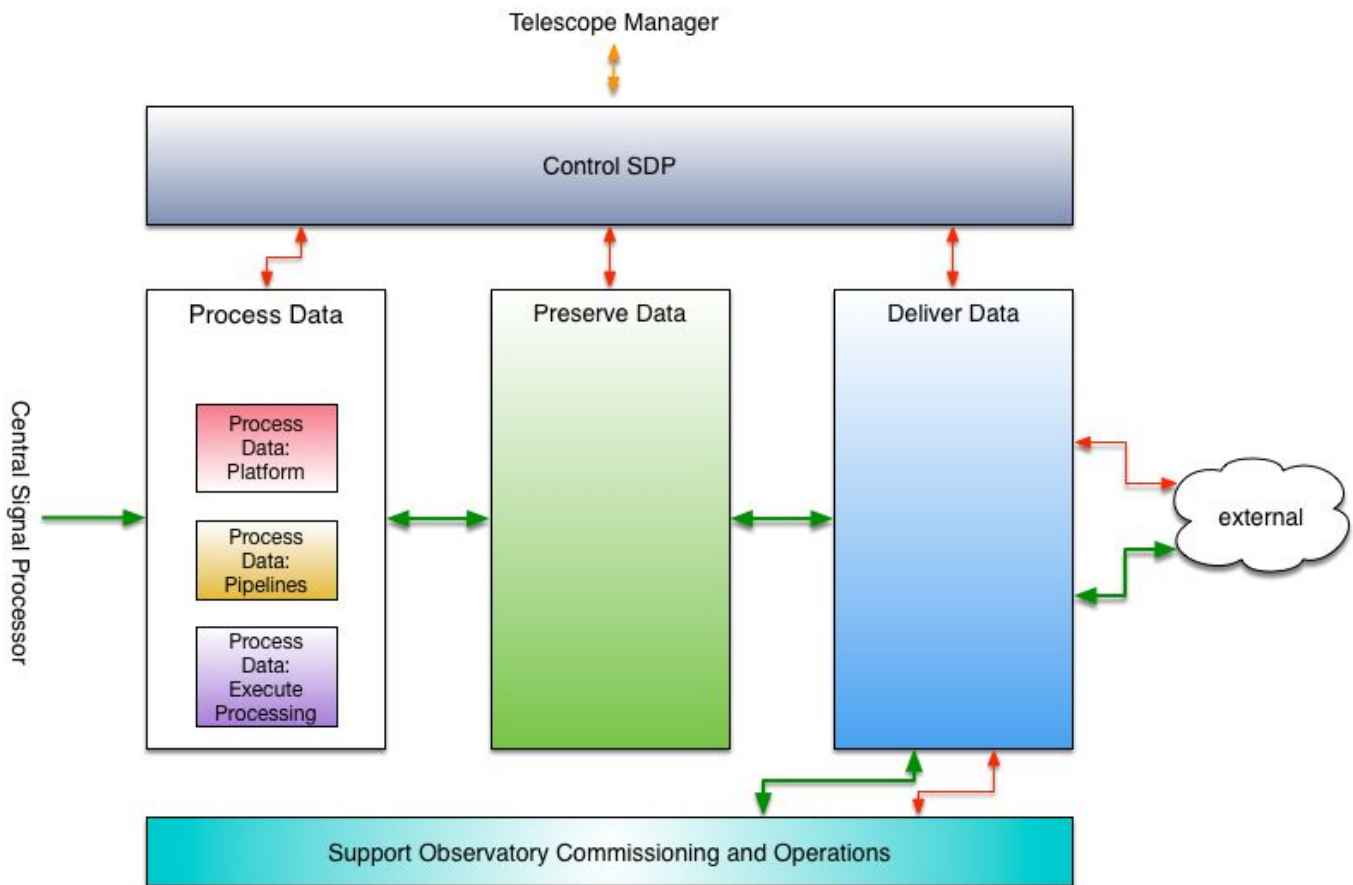 Telescope Manager
Control SDP
Process Data
Preserve Data
Deliver Data
Central Signal Processor
Process
Data:
Platform
Process
Data:
Pipelines
Process
Data:
Execute
Processing
external
Support Observatory Commissioning and Operations